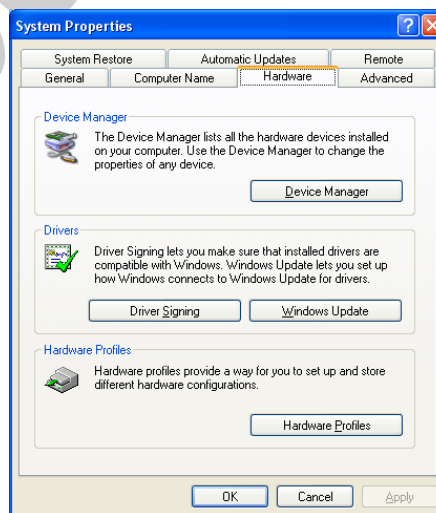 System Properties
System Restore Automatic Updates Remote
General Computer Name Hardware Advanced
Device Manager
The Device Manager lists all the hardware devices installed
on your computer. Use the Device Manager to change the
properties of any device.
Device Manager
Drivers
Driver Signing lets you make sure that installed drivers are
compatible with Windows. Windows Update lets you set up
how Windows connects to Windows Update for drivers.
Driver Signing Windows Update
Hardware Profiles
Hardware profiles provide a way for you to set up and store
different hardware configurations.
Hardware Profiles
OK Cancel Apply